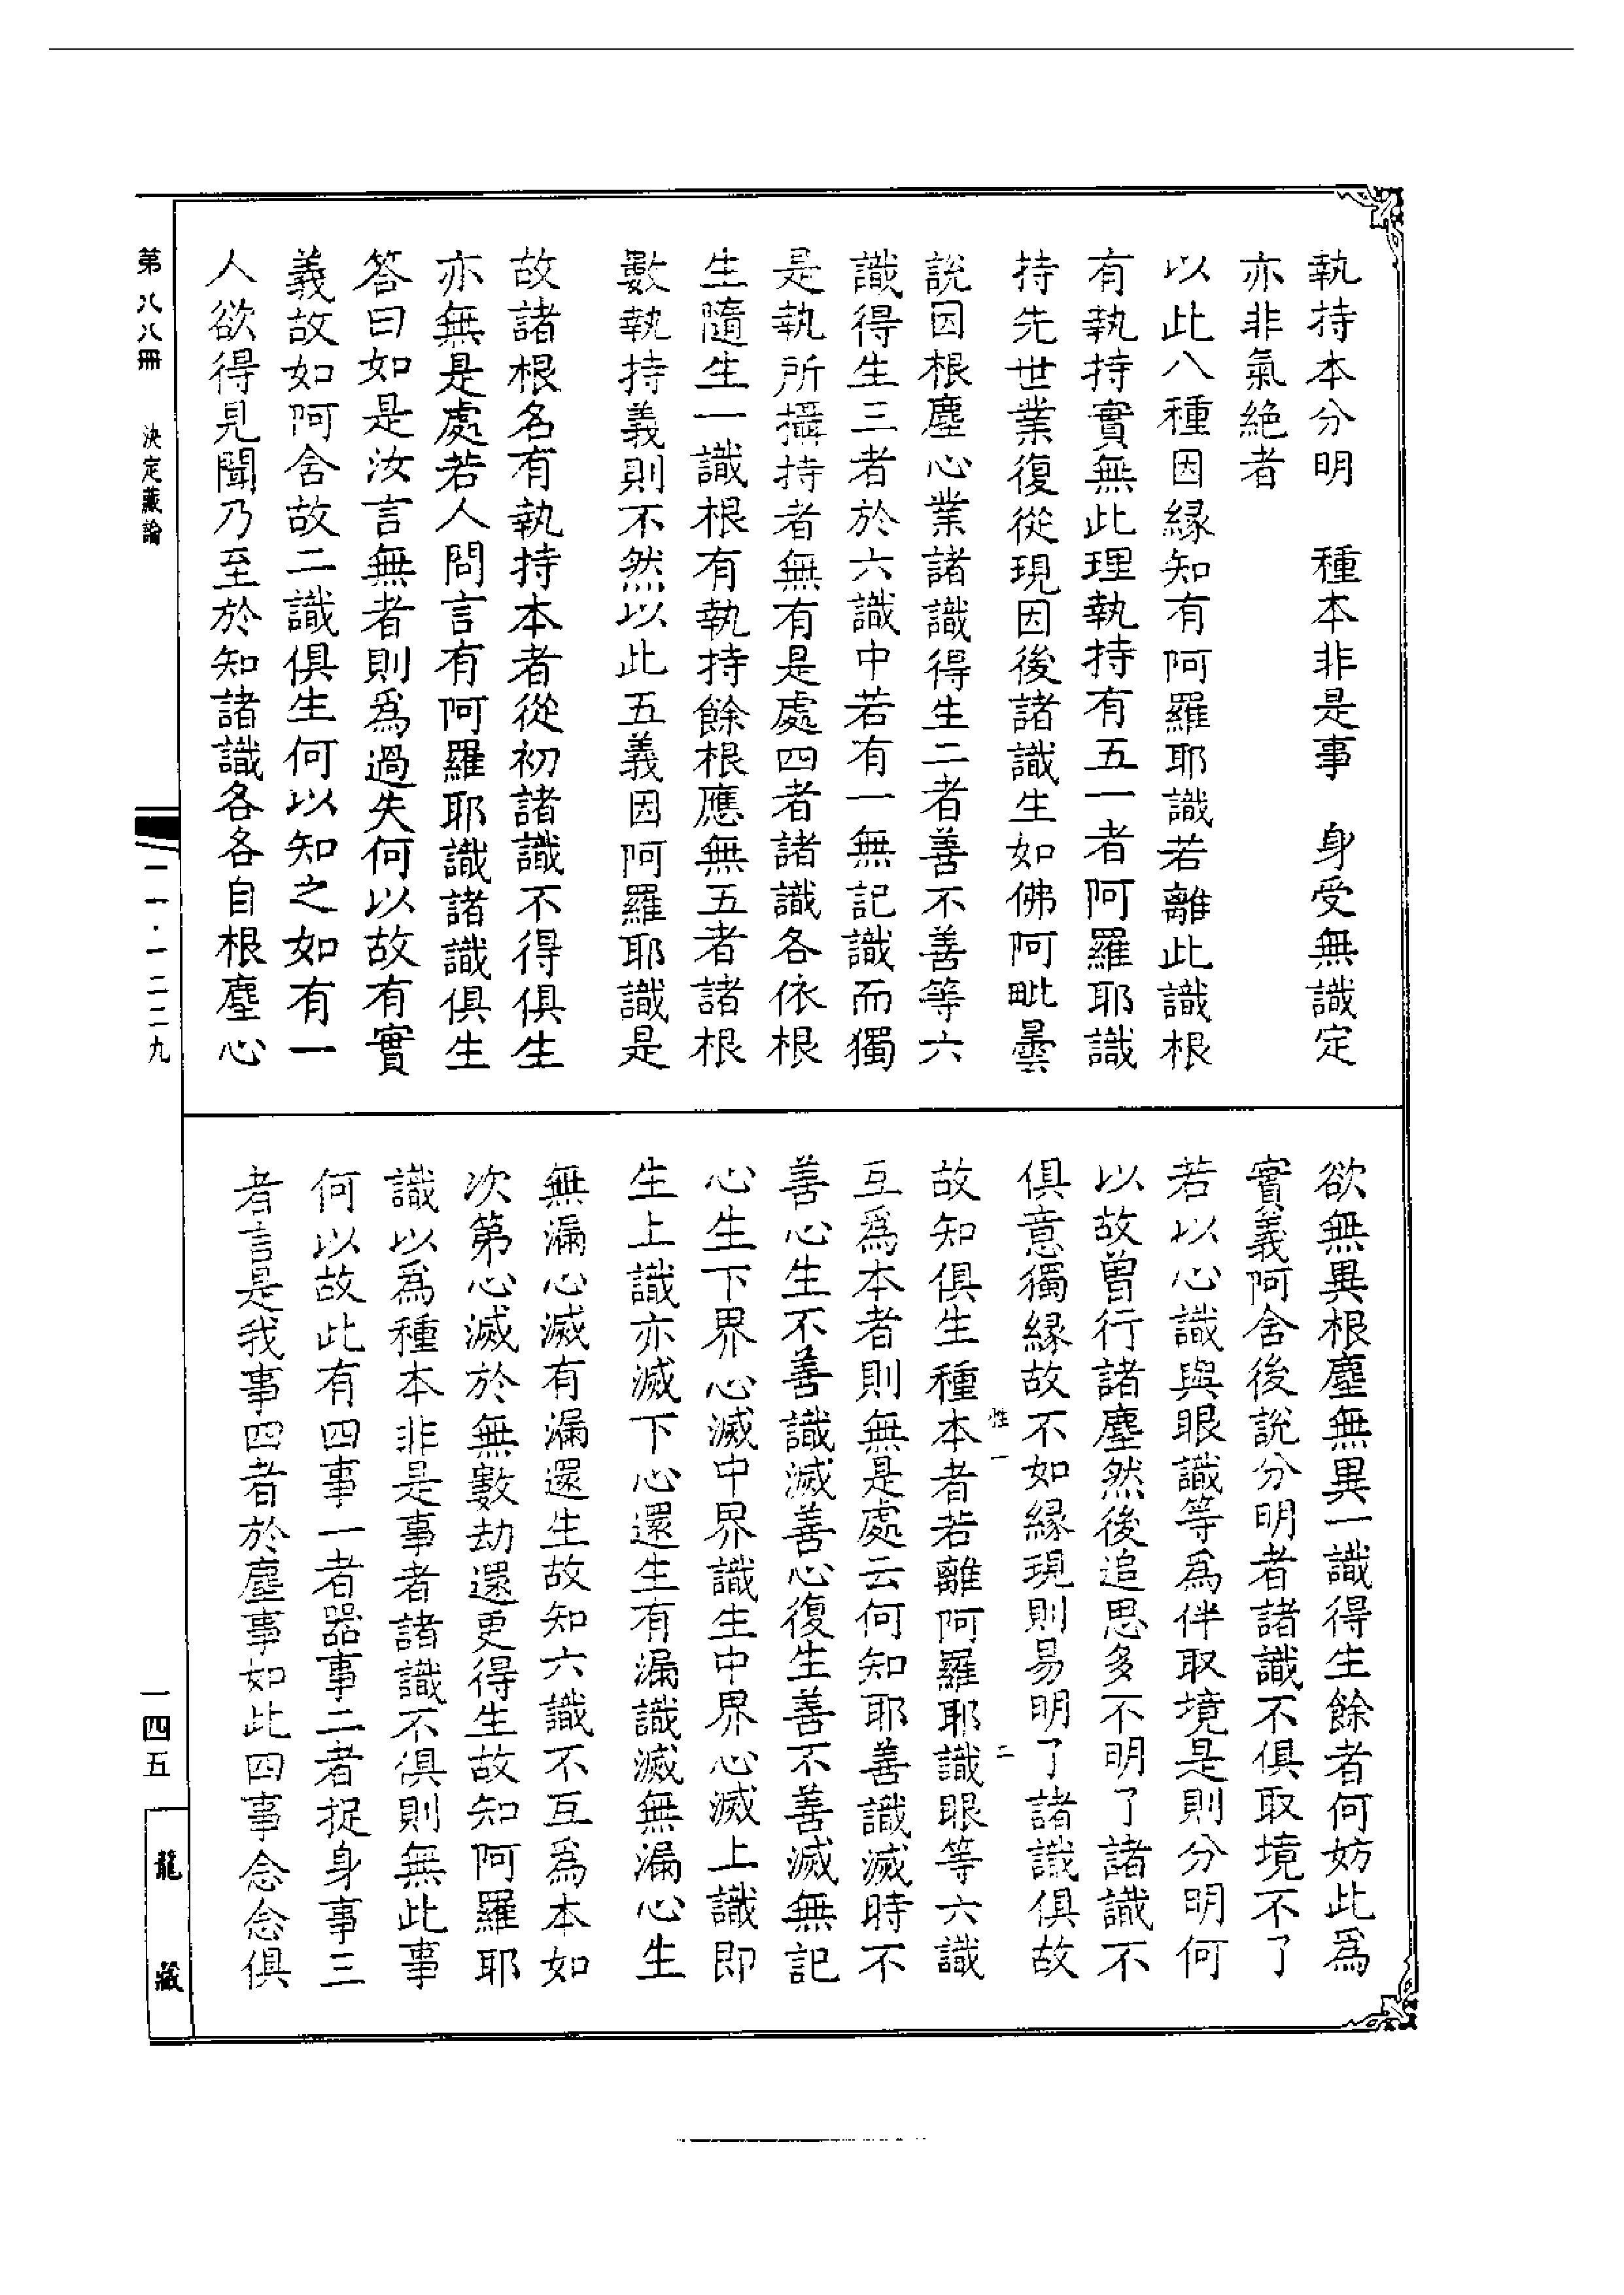 執持本分明　種本非是事　身受無識定
亦非氣絶者
以此八種因緣知有阿羅耶識若離此識根
有執持實無此理執持有五一者阿羅耶識
持先世業復從現因後諸識生如佛阿毗曇
說因根塵心業諸識得生二者善不善等六
識得生三者於六識中若有一無記識而獨
是執所攝持者無有是處四者諸識各依根
生隨生一識根有執持餘根應無五者諸根
數執持義則不然以此五義因阿羅耶識是
故諸根名有執持本者從初諸識不得俱生
亦無是處若人問言有阿羅耶識諸識俱生
答曰如是汝言無者則爲過失何以故有實
義故如阿含故二識俱生何以知之如有一
人欲得見聞乃至於知諸識各各自根塵心
欲無異根塵無異一識得生餘者何妨此爲
實義阿含後說分明者諸識不俱取境不了
若以心識與眼識等爲伴取境是則分明何
以故曾行諸塵然後追思多不明了諸識不
俱意獨緣故不如緣現則易明了諸識俱故
性一　二
故知俱生種本者若離阿羅耶識眼等六識
互爲本者則無是處云何知耶善識滅時不
善心生不善識滅善心復生善不善滅無記
心生下界心滅中界識生中界心滅上識即
生上識亦滅下心還生有漏識滅無漏心生
無漏心滅有漏還生故知六識不互爲本如
次第心滅於無數劫還更得生故知阿羅耶
識以爲種本非是事者諸識不俱則無此事
何以故此有四事一者器事二者捉身事三
者言是我事四者於塵事如此四事念念俱
第八八冊
決定藏論
一一·一二二九
一四五
龍藏